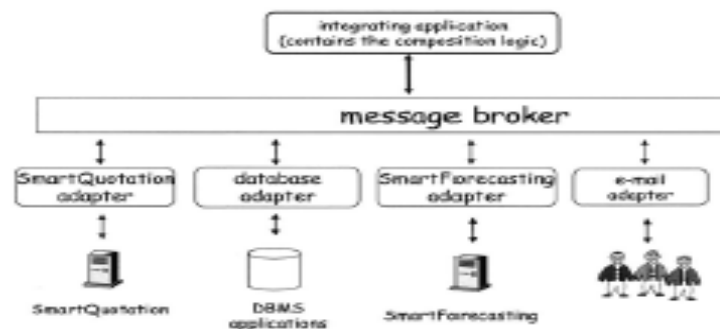 integrating application
(contains the composition logic)
message broker
SmartQuotation
adapter
database
adapter
SmartForecasting
adapter
e-mail
adapter
SmartQuotation
DBMS
applications
SmartForecasting